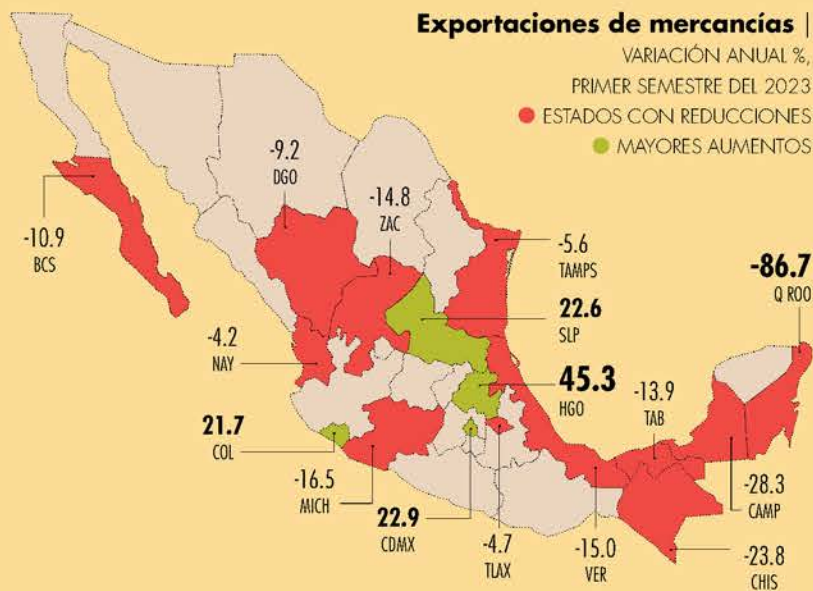 Exportaciones de mercancías |
VARIACIÓN ANUAL %,
PRIMER SEMESTRE DEL 2023
ESTADOS CON REDUCCIONES
MAYORES AUMENTOS
-9.2
DGO
-14.8
ZAC
-10.9
BCS
-5.6
TAMPS
-86.7
Q ROO
22.6
SLP
-4.2
NAY
45.3
HGO
-13.9
TAB
21.7
COL
-16.5
MICH
22.9
CDMX
-4.7
TLAX
-15.0
VER
-28.3
CAMP
-23.8
CHIS